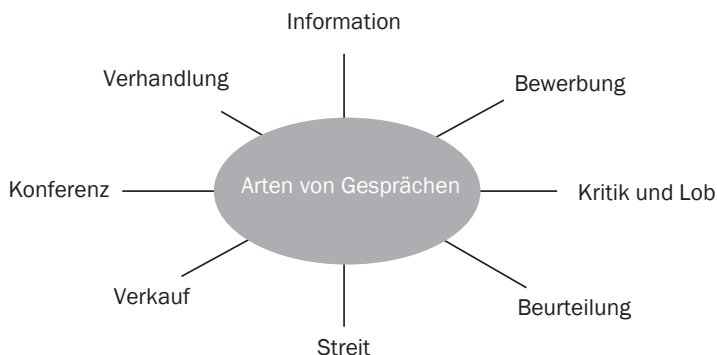 Information
Verhandlung
Bewerbung
Konferenz
Arten von Gesprächen
Kritik und Lob
Verkauf
Beurteilung
Streit